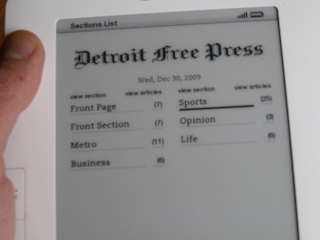 Sections List
Detroit Free Press
Wed, Dec 30, 2009
view section view articles view section view articles
Front Page (7) Sports (25)
Front Section (7) Opinion (3)
Metro (11) Life (6)
Business (6)